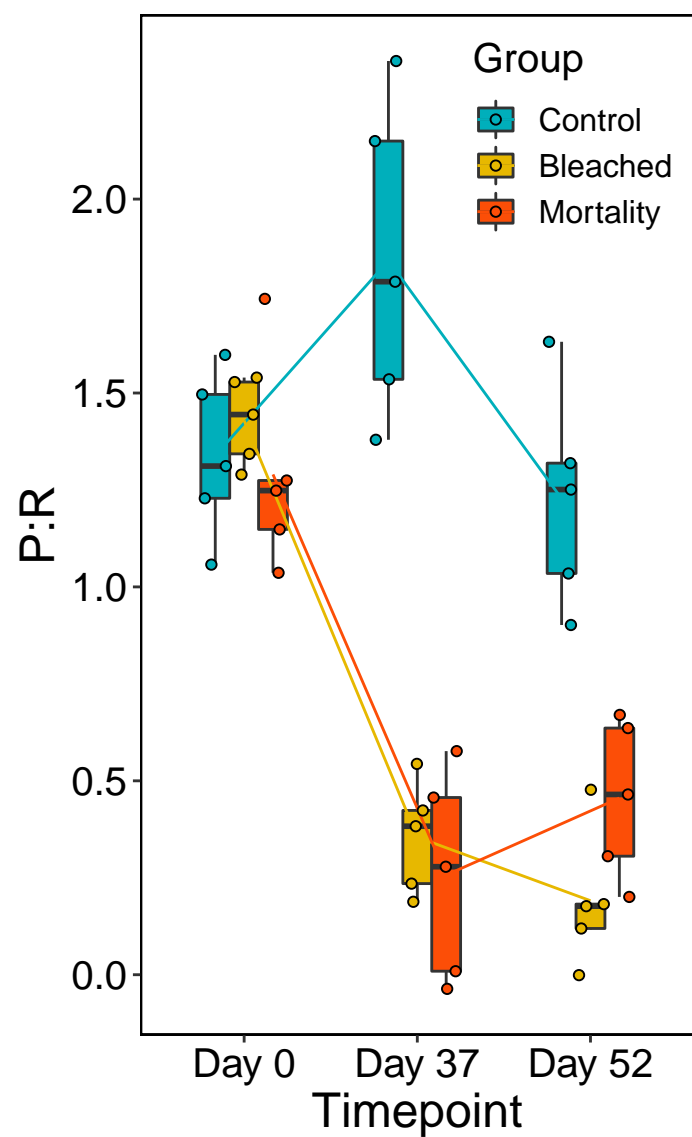 Group
Control
Bleached
Mortality
2.0
1.5
1.0
0.5
0.0
P:R
Day 0 Day 37 Day 52
Timepoint